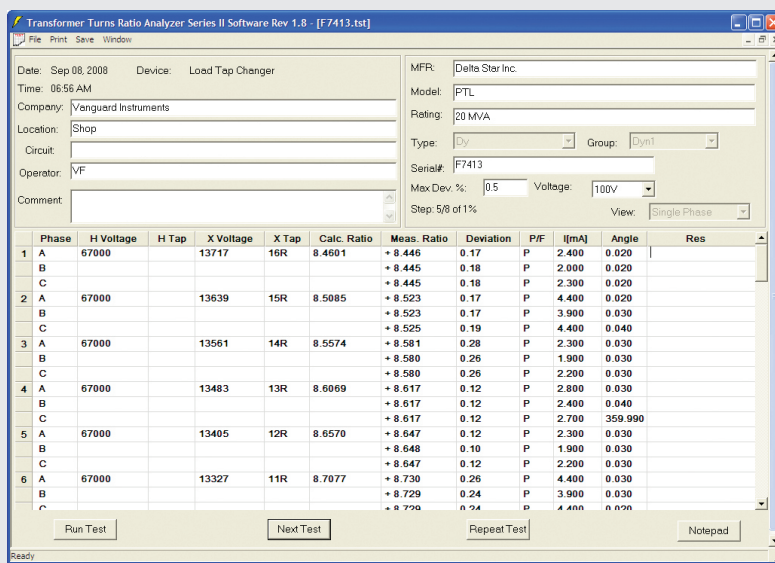 Transformer Turns Ratio Analyzer Series II Software Rev 1.8 - [F7413.tst]
File Print Save Window
Date: Sep 08, 2008 Device: Load Tap Changer
Time: 06:56 AM
Company: Vanguard Instruments
Location: Shop
Circuit:
Operator: VF
Comment:
MFR: Delta Star Inc.
Model: PTL
Rating: 20 MVA
Type: Dy Group: Dyn1
Serial#: F7413
Max Dev. %: 0.5 Voltage: 100V
Step: 5/8 of 1% View: Single Phase
Phase H Voltage H Tap X Voltage X Tap Calc. Ratio Meas. Ratio Deviation P/F I[mA] Angle Res
1 A 67000 13717 16R 8.4601 + 8.446 0.17 P 2.400 0.020
B + 8.445 0.18 P 2.000 0.020
C + 8.445 0.18 P 2.300 0.020
2 A 67000 13639 15R 8.5085 + 8.523 0.17 P 4.400 0.020
B + 8.523 0.17 P 3.900 0.030
C + 8.525 0.19 P 4.400 0.040
3 A 67000 13561 14R 8.5574 + 8.581 0.28 P 2.300 0.030
B + 8.580 0.26 P 1.900 0.030
C + 8.580 0.26 P 2.200 0.030
4 A 67000 13483 13R 8.6069 + 8.617 0.12 P 2.800 0.030
B + 8.617 0.12 P 2.400 0.040
C + 8.617 0.12 P 2.700 359.990
5 A 67000 13405 12R 8.6570 + 8.647 0.12 P 2.300 0.030
B + 8.648 0.10 P 1.900 0.030
C + 8.647 0.12 P 2.200 0.030
6 A 67000 13327 11R 8.7077 + 8.730 0.26 P 4.400 0.030
B + 8.729 0.24 P 3.900 0.030
C + 8.729 0.24 P 4.400 0.020
Run Test Next Test Repeat Test Notepad
Ready